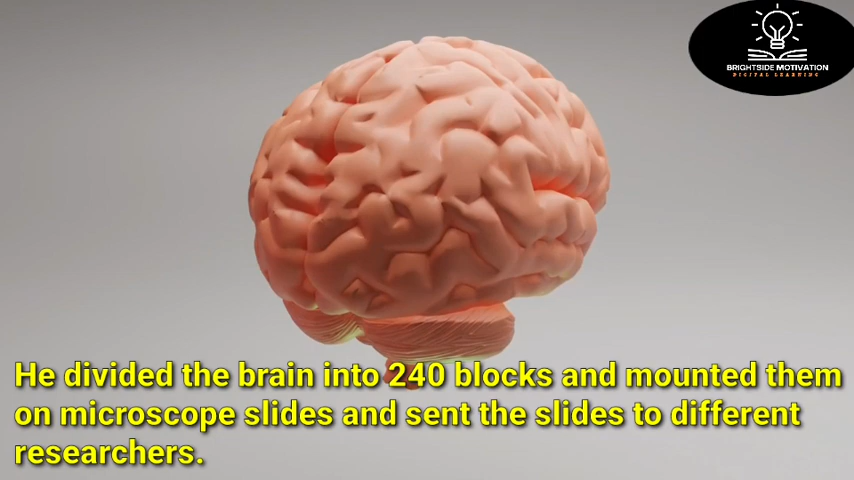 BRIGHTSIDE MOTIVATION
DIGITAL LEARNING
He divided the brain into 240 blocks and mounted them
on microscope slides and sent the slides to different
researchers.